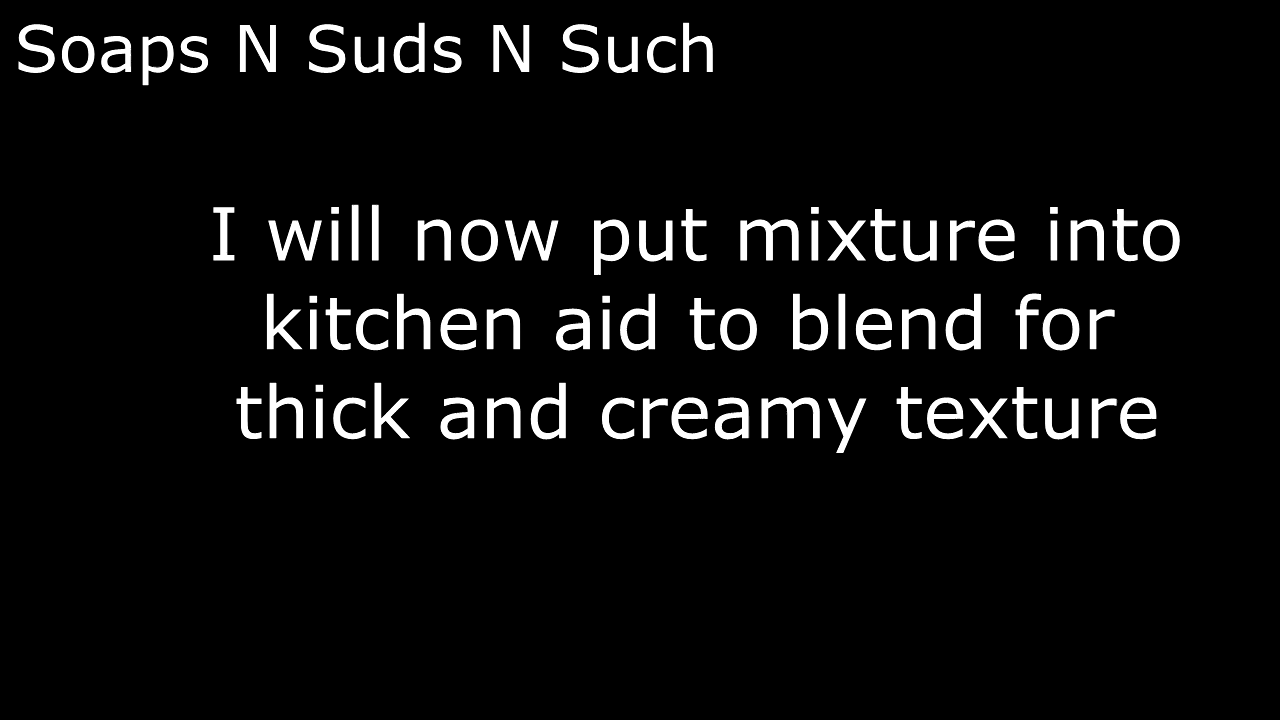 Soaps N Suds N Such
I will now put mixture into
kitchen aid to blend for
thick and creamy texture